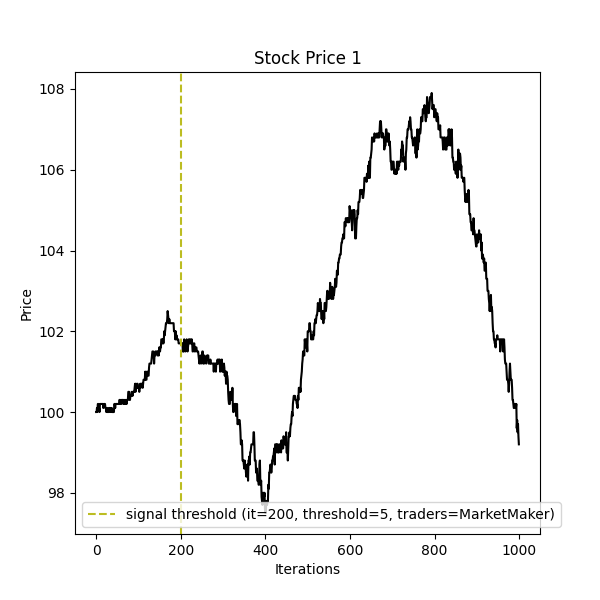 Stock Price 1
108
106
104
102
100
98
Price
signal threshold (it=200, threshold=5, traders=MarketMaker)
0 200 400 600 800 1000
Iterations